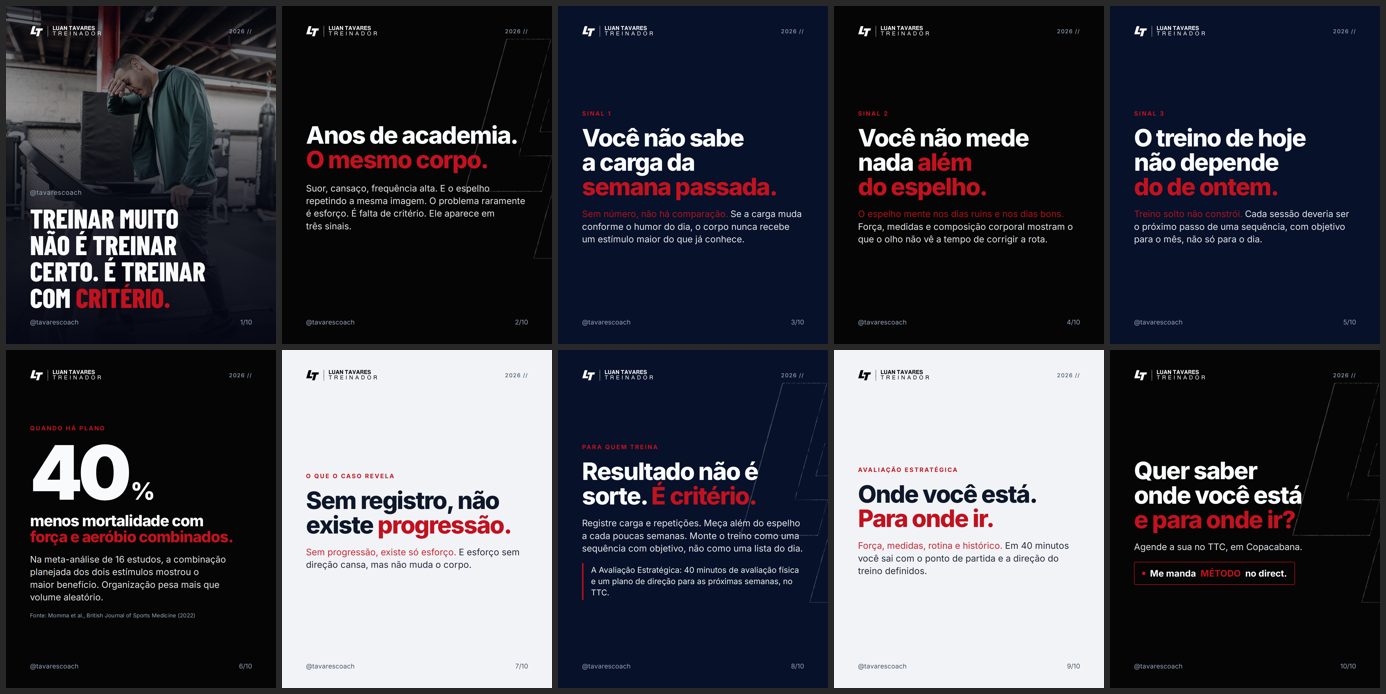 LT LUAN TAVARES
TREINADOR
2026 //
@tavarescoach
TREINAR MUITO
NÃO É TREINAR
CERTO. É TREINAR
COM CRITÉRIO.
@tavarescoach
1/10
LT LUAN TAVARES
TREINADOR
2026 //
Anos de academia.
O mesmo corpo.
Suor, cansaço, frequência alta. E o espelho
repetindo a mesma imagem. O problema raramente
é esforço. É falta de critério. Ele aparece em
três sinais.
@tavarescoach
2/10
LT LUAN TAVARES
TREINADOR
2026 //
SINAL 1
Você não sabe
a carga da
semana passada.
Sem número, não há comparação. Se a carga muda
conforme o humor do dia, o corpo nunca recebe
um estímulo maior do que já conhece.
@tavarescoach
3/10
LT LUAN TAVARES
TREINADOR
2026 //
SINAL 2
Você não mede
nada além
do espelho.
O espelho mente nos dias ruins e nos dias bons.
Força, medidas e composição corporal mostram o
que o olho não vê a tempo de corrigir a rota.
@tavarescoach
4/10
LT LUAN TAVARES
TREINADOR
2026 //
SINAL 3
O treino de hoje
não depende
do de ontem.
Treino solto não constrói. Cada sessão deveria ser
o próximo passo de uma sequência, com objetivo
para o mês, não só para o dia.
@tavarescoach
5/10
LT LUAN TAVARES
TREINADOR
2026 //
QUANDO HÁ PLANO
40%
menos mortalidade com
força e aeróbio combinados.
Na meta-análise de 16 estudos, a combinação
planejada dos dois estímulos mostrou o
maior benefício. Organização pesa mais que
volume aleatório.
Fonte: Momma et al., British Journal of Sports Medicine (2022)
@tavarescoach
6/10
LT LUAN TAVARES
TREINADOR
2026 //
O QUE O CASO REVELA
Sem registro, não
existe progressão.
Sem progressão, existe só esforço. E esforço sem
direção cansa, mas não muda o corpo.
@tavarescoach
7/10
LT LUAN TAVARES
TREINADOR
2026 //
PARA QUEM TREINA
Resultado não é
sorte. É critério.
Registre carga e repetições. Meça além do espelho
a cada poucas semanas. Monte o treino como uma
sequência com objetivo, não como uma lista do dia.
A Avaliação Estratégica: 40 minutos de avaliação física
e um plano de direção para as próximas semanas, no
TTC.
@tavarescoach
8/10
LT LUAN TAVARES
TREINADOR
2026 //
AVALIAÇÃO ESTRATÉGICA
Onde você está.
Para onde ir.
Força, medidas, rotina e histórico. Em 40 minutos
você sai com o ponto de partida e a direção do
treino definidos.
@tavarescoach
9/10
LT LUAN TAVARES
TREINADOR
2026 //
Quer saber
onde você está
e para onde ir?
Agende a sua no TTC, em Copacabana.
• Me manda MÉTODO no direct.
@tavarescoach
10/10